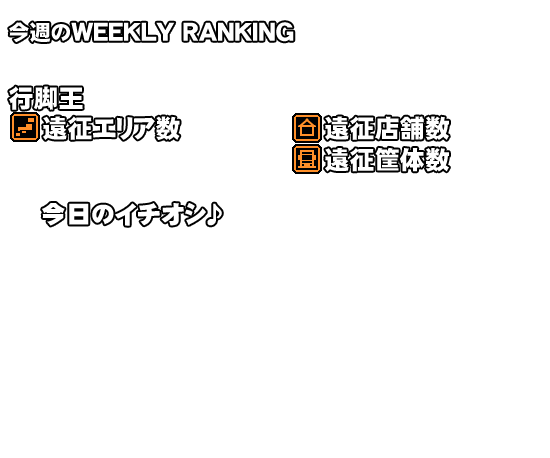 今週のWEEKLY RANKING
行脚王
遠征エリア数
遠征店舗数
遠征筐体数
今日のイチオシ♪